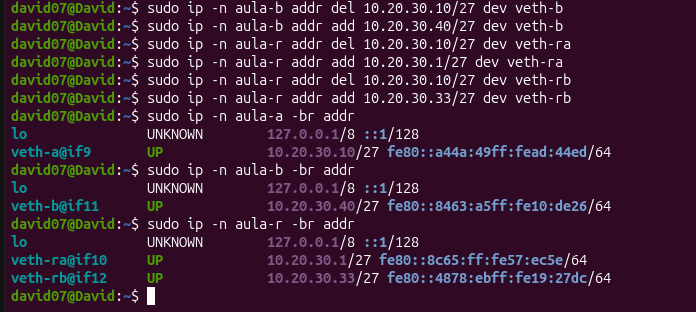 david07@David:~$ sudo ip -n aula-b addr del 10.20.30.10/27 dev veth-b
david07@David:~$ sudo ip -n aula-b addr add 10.20.30.40/27 dev veth-b
david07@David:~$ sudo ip -n aula-r addr del 10.20.30.10/27 dev veth-ra
david07@David:~$ sudo ip -n aula-r addr add 10.20.30.1/27 dev veth-ra
david07@David:~$ sudo ip -n aula-r addr del 10.20.30.10/27 dev veth-rb
david07@David:~$ sudo ip -n aula-r addr add 10.20.30.33/27 dev veth-rb
david07@David:~$ sudo ip -n aula-a -br addr
lo UNKNOWN 127.0.0.1/8 ::1/128
veth-a@if9 UP 10.20.30.10/27 fe80::a44a:49ff:fead:44ed/64
david07@David:~$ sudo ip -n aula-b -br addr
lo UNKNOWN 127.0.0.1/8 ::1/128
veth-b@if11 UP 10.20.30.40/27 fe80::8463:a5ff:fe10:de26/64
david07@David:~$ sudo ip -n aula-r -br addr
lo UNKNOWN 127.0.0.1/8 ::1/128
veth-ra@if10 UP 10.20.30.1/27 fe80::8c65:ff:fe57:ec5e/64
veth-rb@if12 UP 10.20.30.33/27 fe80::4878:ebff:fe19:27dc/64
david07@David:~$